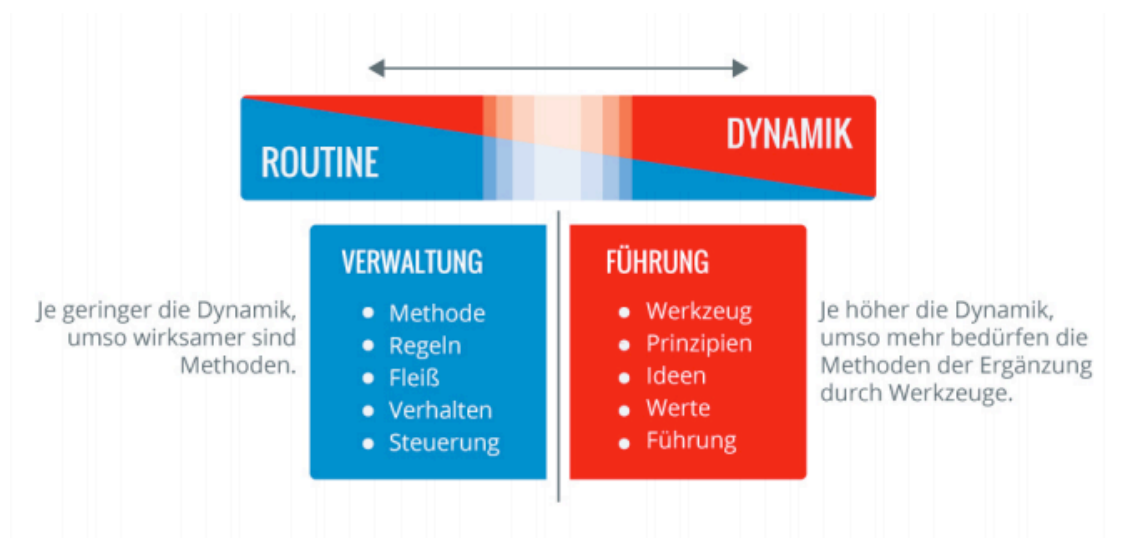 ROUTINE
DYNAMIK
VERWALTUNG
Methode
Regeln
Fleiß
Verhalten
Steuerung
FÜHRUNG
Werkzeug
Prinzipien
Ideen
Werte
Führung
Je geringer die Dynamik,
umso wirksamer sind
Methoden.
Je höher die Dynamik,
umso mehr bedürfen die
Methoden der Ergänzung
durch Werkzeuge.